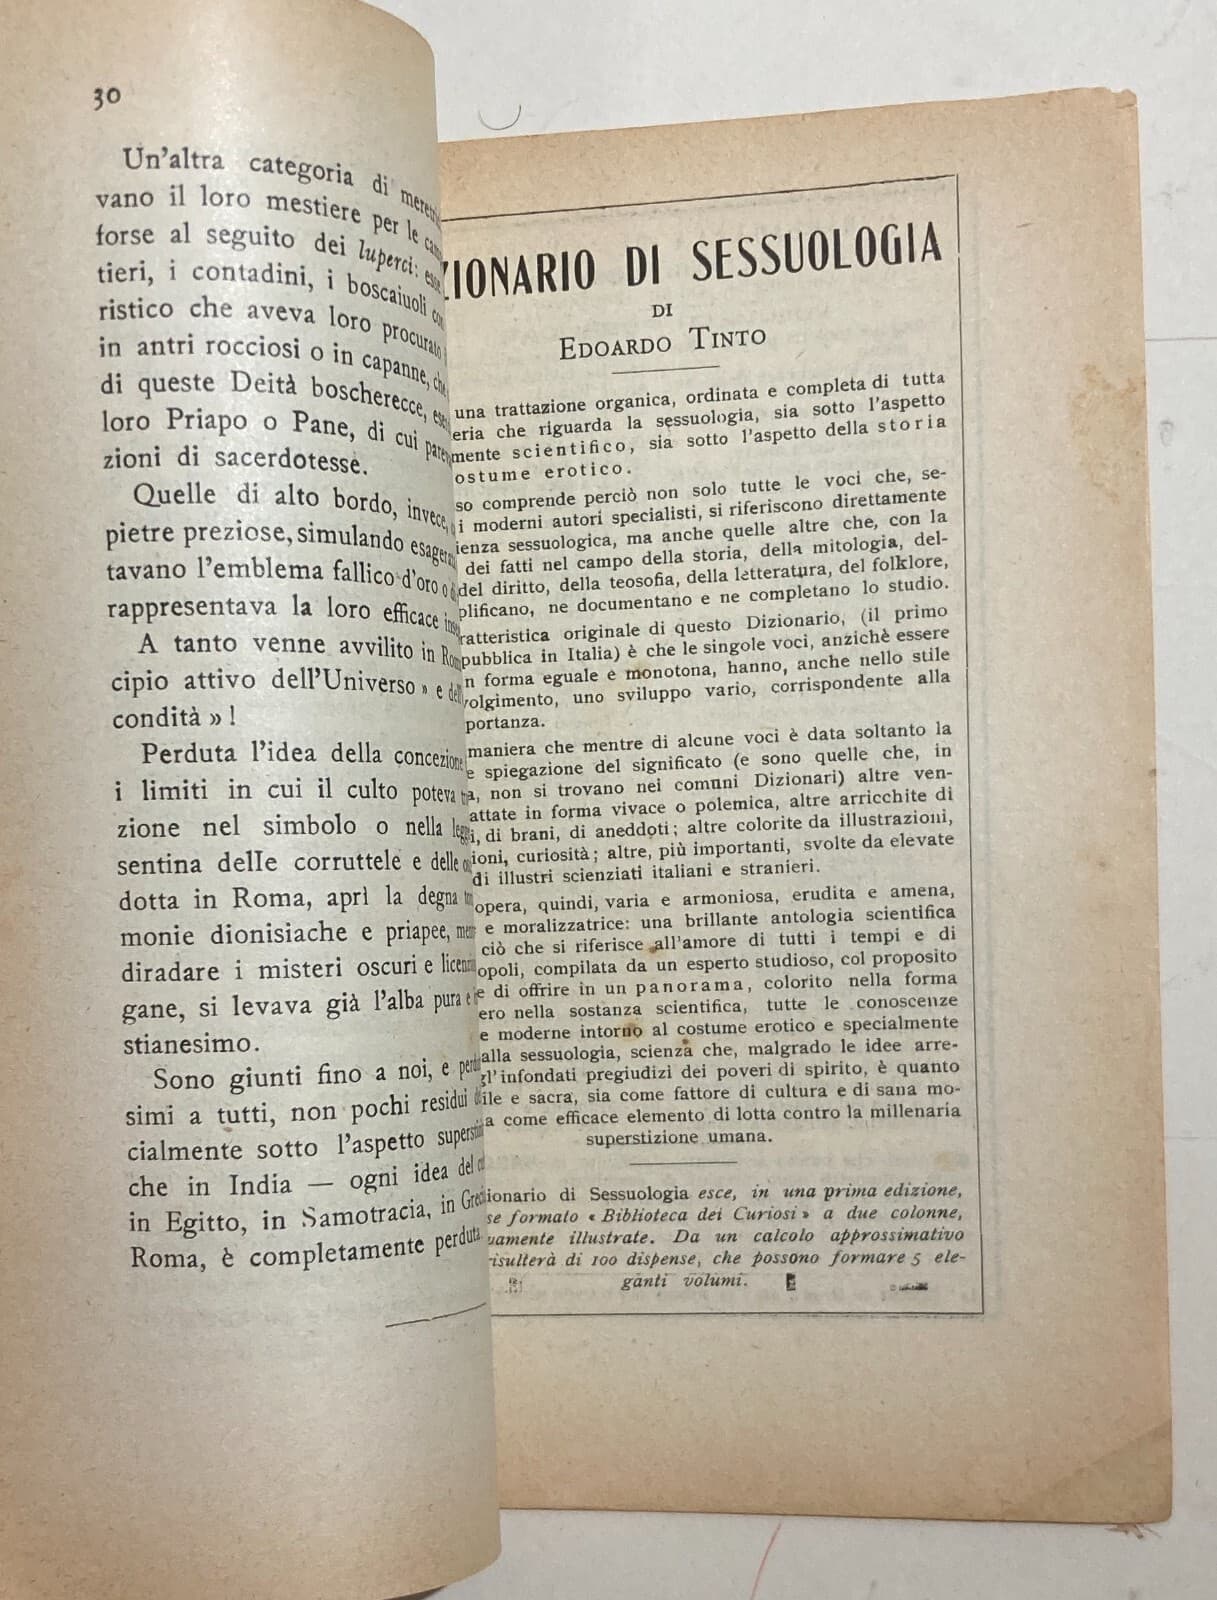 30
Un'altra categoria di
vano il loro mestiere per le
forse al seguito dei luperci:
tieri, i contadini, i boscaiuoli
ristico che aveva loro procurato
in antri rocciosi o in capanne, che
di queste Deità boscherecce,
loro Priapo o Pane, di cui
zioni di sacerdotesse.
Quelle di alto bordo, invece,
pietre preziose, simulando
tavano l'emblema fallico d'oro o
rappresentava la loro efficace
A tanto venne avvilito in
cipio attivo dell'Universo» e
condità» !
Perduta l'idea della concezione
i limiti in cui il culto poteva
zione nel simbolo o nella
sentina delle corruttele e delle
dotta in Roma, aprì la degna
monie dionisiache e priapee,
diradare i misteri oscuri e
gane, si levava già l'alba pura e
stianesimo.
Sono giunti fino a noi, e
simi a tutti, non pochi residui
cialmente sotto l'aspetto
che in India — ogni idea del
in Egitto, in Samotracia, in
Roma, è completamente perduta.
ZIONARIO DI SESSUOLOGIA
DI
EDOARDO TINTO
una trattazione organica, ordinata e completa di tutta
eria che riguarda la sessuologia, sia sotto l'aspetto
mente scientifico, sia sotto l'aspetto della storia
ostume erotico.
so comprende perciò non solo tutte le voci che, se-
i moderni autori specialisti, si riferiscono direttamente
ienza sessuologica, ma anche quelle altre che, con la
dei fatti nel campo della storia, della mitologia, del-
del diritto, della teosofia, della letteratura, del folklore,
plificano, ne documentano e ne completano lo studio.
ratteristica originale di questo Dizionario, (il primo
pubblica in Italia) è che le singole voci, anzichè essere
n forma eguale e monotona, hanno, anche nello stile
volgimento, uno sviluppo vario, corrispondente alla
portanza.
maniera che mentre di alcune voci è data soltanto la
e spiegazione del significato (e sono quelle che, in
a, non si trovano nei comuni Dizionari) altre ven-
attate in forma vivace o polemica, altre arricchite di
i, di brani, di aneddoti; altre colorite da illustrazioni,
ioni, curiosità; altre, più importanti, svolte da elevate
di illustri scienziati italiani e stranieri.
opera, quindi, varia e armoniosa, erudita e amena,
e moralizzatrice: una brillante antologia scientifica
ciò che si riferisce all'amore di tutti i tempi e di
opoli, compilata da un esperto studioso, col proposito
e di offrire in un panorama, colorito nella forma
ero nella sostanza scientifica, tutte le conoscenze
e moderne intorno al costume erotico e specialmente
alla sessuologia, scienza che, malgrado le idee arre-
gl'infondati pregiudizi dei poveri di spirito, è quanto
ile e sacra, sia come fattore di cultura e di sana mo-
a come efficace elemento di lotta contro la millenaria
superstizione umana.
ionario di Sessuologia esce, in una prima edizione,
se formato « Biblioteca dei Curiosi » a due colonne,
vamente illustrate. Da un calcolo approssimativo
risulterà di 100 dispense, che possono formare 5 ele-
ganti volumi.